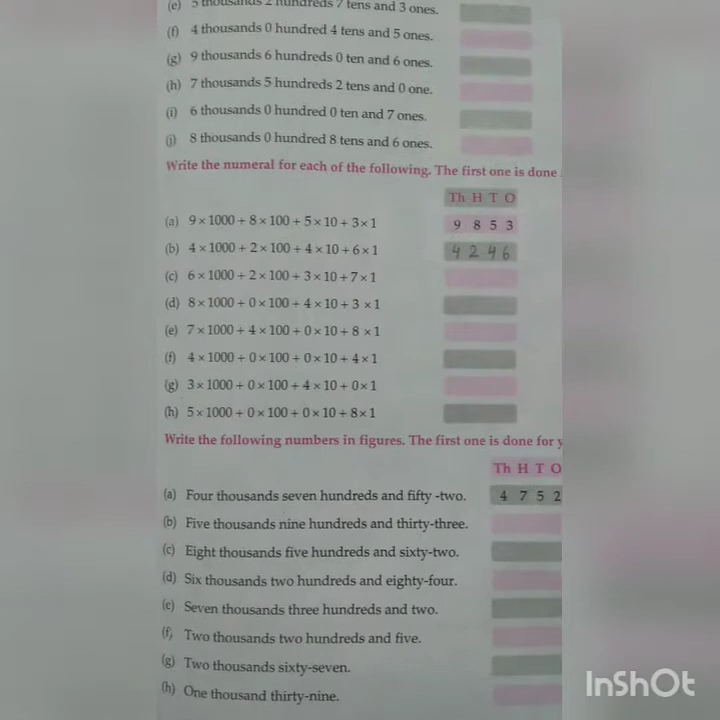 (e) 5 thousands 2 hundreds 7 tens and 3 ones.
(f) 4 thousands 0 hundred 4 tens and 5 ones.
(g) 9 thousands 6 hundreds 0 ten and 6 ones.
(h) 7 thousands 5 hundreds 2 tens and 0 one.
(i) 6 thousands 0 hundred 0 ten and 7 ones.
(j) 8 thousands 0 hundred 8 tens and 6 ones.
Write the numeral for each of the following. The first one is done
Th H T O
(a) 9 × 1000 + 8 × 100 + 5 × 10 + 3 × 1 9 8 5 3
(b) 4 × 1000 + 2 × 100 + 4 × 10 + 6 × 1 4 2 4 6
(c) 6 × 1000 + 2 × 100 + 3 × 10 + 7 × 1
(d) 8 × 1000 + 0 × 100 + 4 × 10 + 3 × 1
(e) 7 × 1000 + 4 × 100 + 0 × 10 + 8 × 1
(f) 4 × 1000 + 0 × 100 + 0 × 10 + 4 × 1
(g) 3 × 1000 + 0 × 100 + 4 × 10 + 0 × 1
(h) 5 × 1000 + 0 × 100 + 0 × 10 + 8 × 1
Write the following numbers in figures. The first one is done for y
Th H T O
(a) Four thousands seven hundreds and fifty -two. 4 7 5 2
(b) Five thousands nine hundreds and thirty-three.
(c) Eight thousands five hundreds and sixty-two.
(d) Six thousands two hundreds and eighty-four.
(e) Seven thousands three hundreds and two.
(f) Two thousands two hundreds and five.
(g) Two thousands sixty-seven.
(h) One thousand thirty-nine.
InShOt